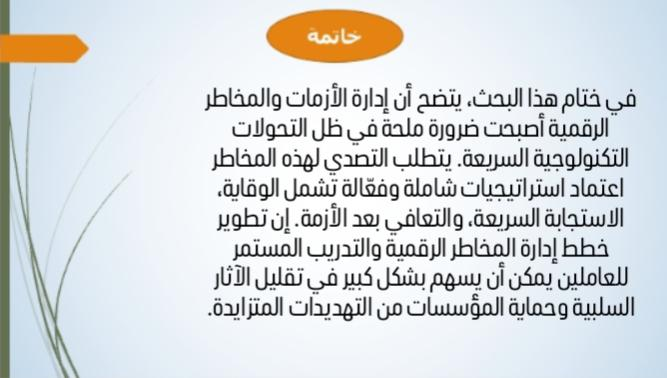 خاتمة
في ختام هذا البحث، يتضح أن إدارة الأزمات والمخاطر
الرقمية أصبحت ضرورة ملحة في ظل التحولات
التكنولوجية السريعة. يتطلب التصدي لهذه المخاطر
اعتماد استراتيجيات شاملة وفعّالة تشمل الوقاية،
الاستجابة السريعة، والتعافي بعد الأزمة. إن تطوير
خطط إدارة المخاطر الرقمية والتدريب المستمر
للعاملين يمكن أن يسهم بشكل كبير في تقليل الآثار
السلبية وحماية المؤسسات من التهديدات المتزايدة.